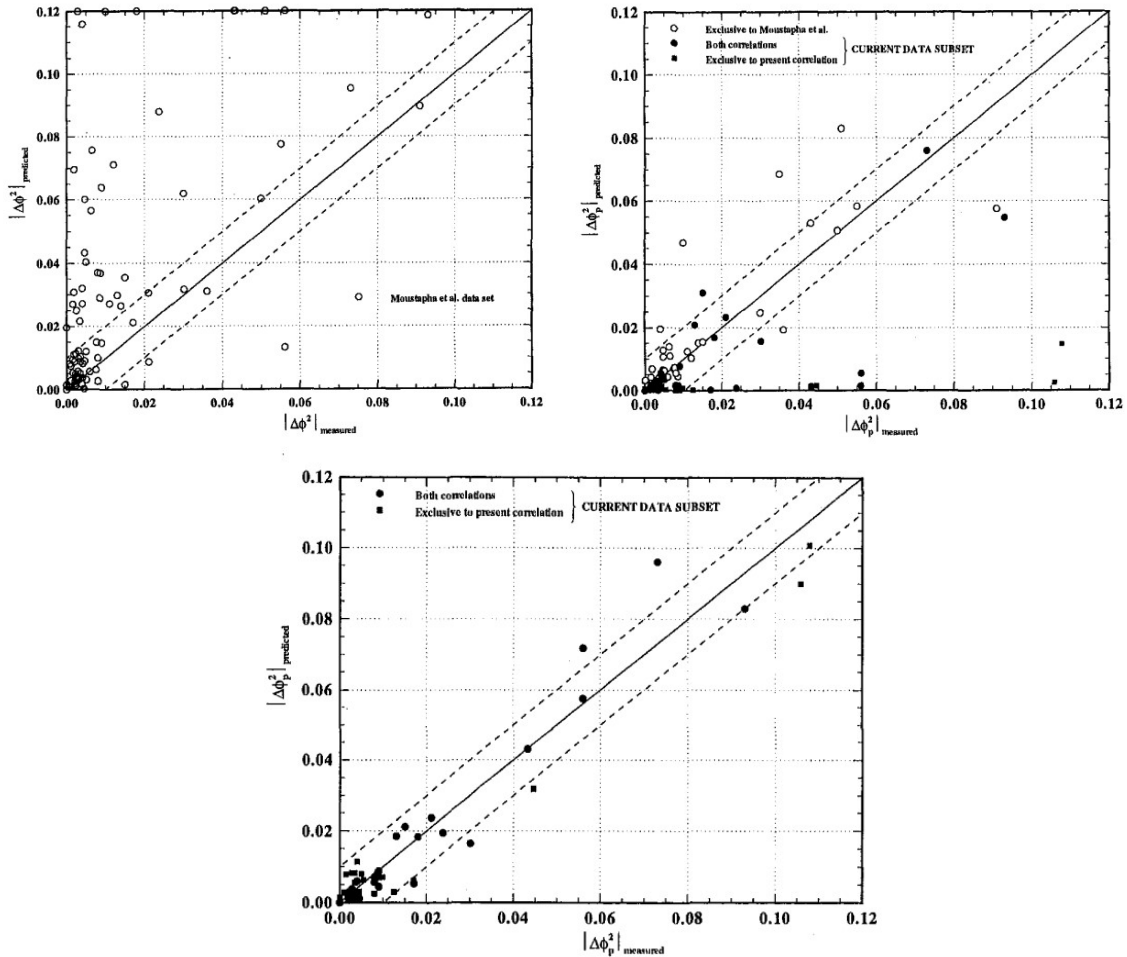 0.12
0.10
0.08
0.06
0.04
0.02
0.00
|Δϕ²| predicted
○ Moustapha et al. data set
0.00 0.02 0.04 0.06 0.08 0.10 0.12
|Δϕ²| measured
0.12
0.10
0.08
0.06
0.04
0.02
0.00
|Δϕ²p| predicted
○ Exclusive to Moustapha et al.
● Both correlations
■ Exclusive to present correlation
} CURRENT DATA SUBSET
0.00 0.02 0.04 0.06 0.08 0.10 0.12
|Δϕ²p| measured
0.12
0.10
0.08
0.06
0.04
0.02
0.00
|Δϕ²p| predicted
● Both correlations
■ Exclusive to present correlation
} CURRENT DATA SUBSET
0.00 0.02 0.04 0.06 0.08 0.10 0.12
|Δϕ²p| measured